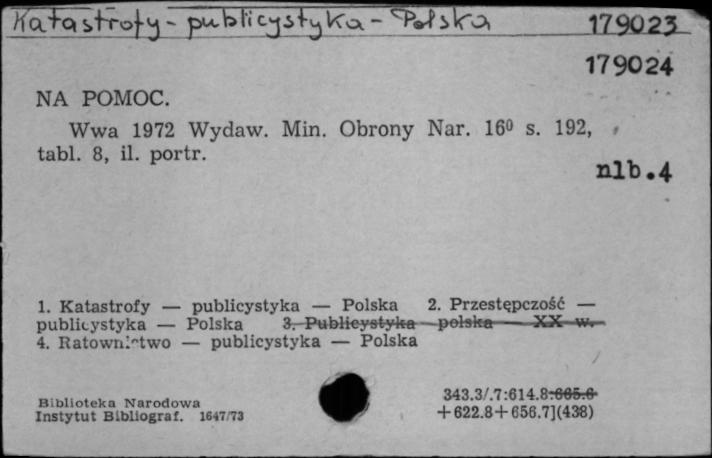 Katastrofy - publicystyka - Polska 179023
179024
NA POMOC.
Wwa 1972 Wydaw. Min. Obrony Nar. 16⁰ s. 192,
tabl. 8, il. portr.
nlb.4
1. Katastrofy — publicystyka — Polska 2. Przestępczość —
publicystyka — Polska 3. Publicystyka polska — XX w.
4. Ratownictwo — publicystyka — Polska
Biblioteka Narodowa
Instytut Bibliograf. 1647/73
343.3/.7:614.8:665.6
+622.8+656.7](438)